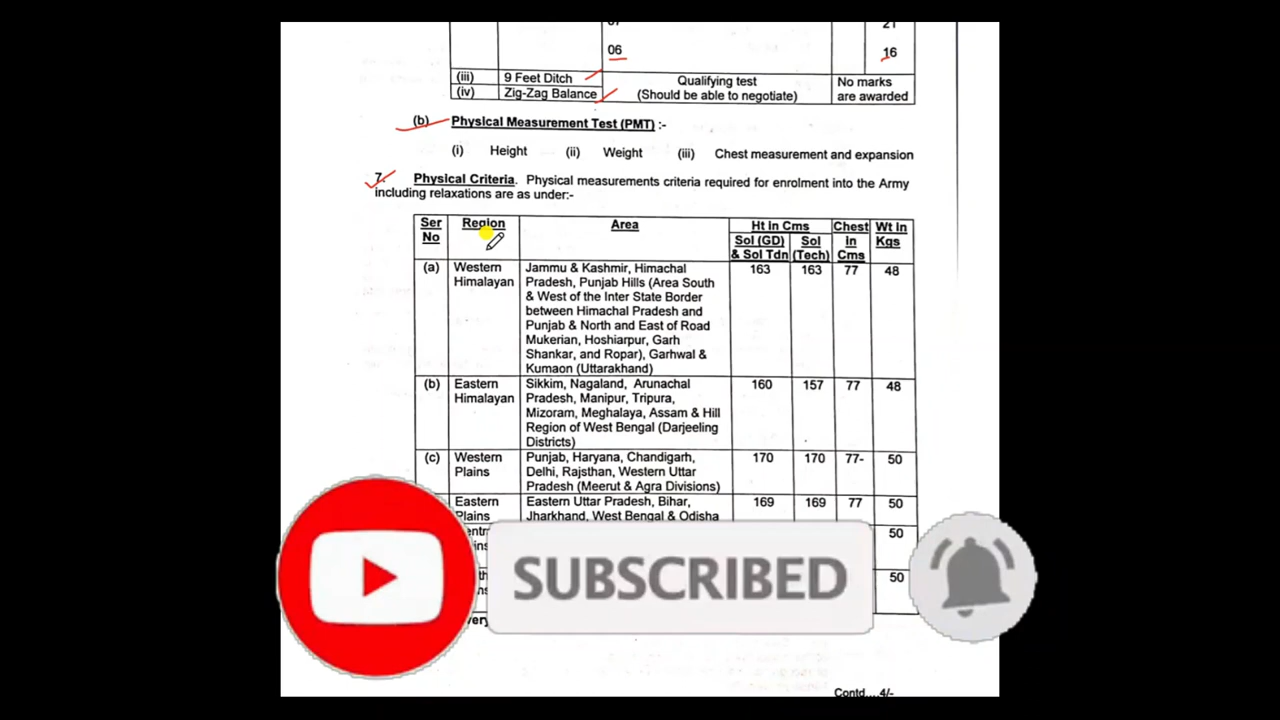 21
06 16
(iii) 9 Feet Ditch Qualifying test No marks
(iv) Zig-Zag Balance (Should be able to negotiate) are awarded
(b) Physical Measurement Test (PMT) :-
(i) Height (ii) Weight (iii) Chest measurement and expansion
7. Physical Criteria. Physical measurements criteria required for enrolment into the Army
including relaxations are as under:-
Ser Region Area Ht In Cms Chest Wt In
No Sol (GD) Sol In Kgs
& Sol Tdn (Tech) Cms
(a) Western Jammu & Kashmir, Himachal 163 163 77 48
Himalayan Pradesh, Punjab Hills (Area South
& West of the Inter State Border
between Himachal Pradesh and
Punjab & North and East of Road
Mukerian, Hoshiarpur, Garh
Shankar, and Ropar), Garhwal &
Kumaon (Uttarakhand)
(b) Eastern Sikkim, Nagaland, Arunachal 160 157 77 48
Himalayan Pradesh, Manipur, Tripura,
Mizoram, Meghalaya, Assam & Hill
Region of West Bengal (Darjeeling
Districts)
(c) Western Punjab, Haryana, Chandigarh, 170 170 77- 50
Plains Delhi, Rajsthan, Western Uttar
Pradesh (Meerut & Agra Divisions)
Eastern Eastern Uttar Pradesh, Bihar, 169 169 77 50
Plains Jharkhand, West Bengal & Odisha
50
50
SUBSCRIBED
Contd....4/-